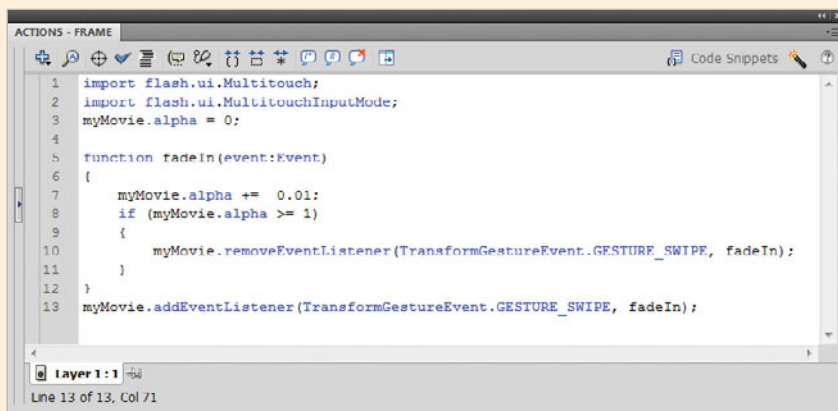 ACTIONS - FRAME
Code Snippets
1 import flash.ui.Multitouch;
2 import flash.ui.MultitouchInputMode;
3 myMovie.alpha = 0;
4
5 function fadeIn(event:Event)
6 {
7 myMovie.alpha += 0.01;
8 if (myMovie.alpha >= 1)
9 {
10 myMovie.removeEventListener(TransformGestureEvent.GESTURE_SWIPE, fadeIn);
11 }
12 }
13 myMovie.addEventListener(TransformGestureEvent.GESTURE_SWIPE, fadeIn);
Layer 1 : 1
Line 13 of 13, Col 71